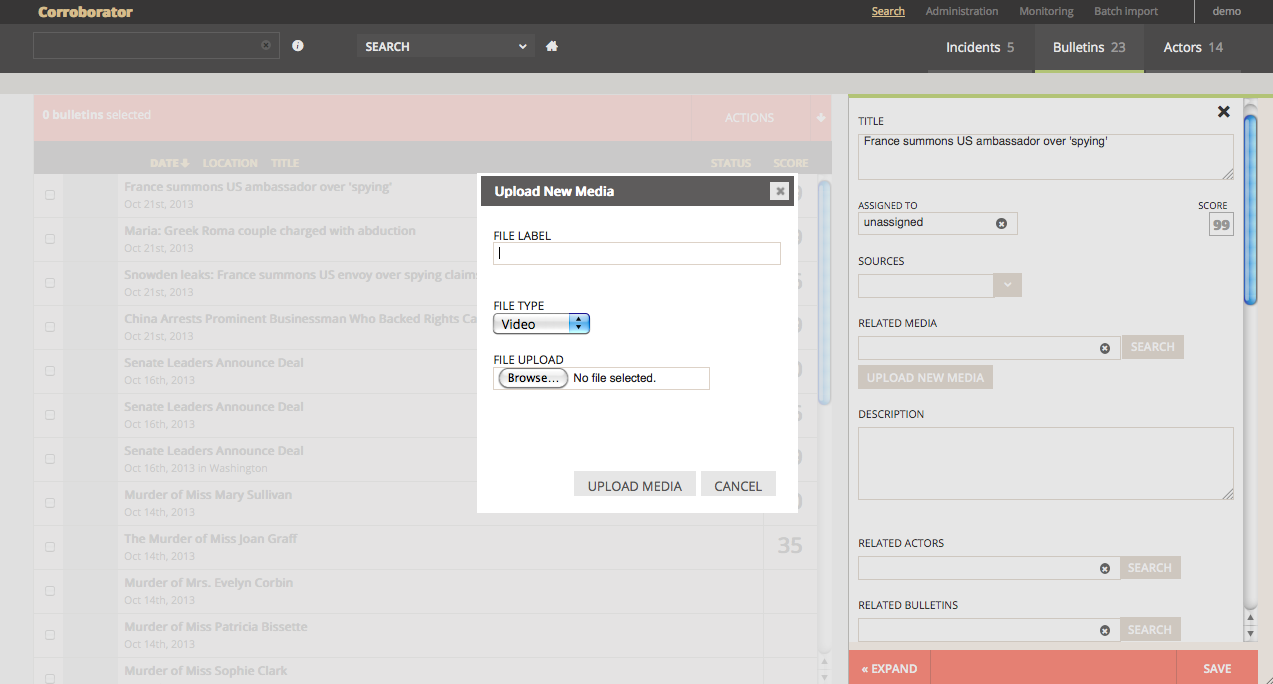 Corroborator
Search Administration Monitoring Batch import demo
SEARCH
Incidents 5 Bulletins 23 Actors 14
0 bulletins selected
ACTIONS
DATE LOCATION TITLE STATUS SCORE
France summons US ambassador over 'spying'
Oct 21st, 2013
Maria: Greek Roma couple charged with abduction
Oct 21st, 2013
Snowden leaks: France summons US envoy over spying claim
Oct 21st, 2013
China Arrests Prominent Businessman Who Backed Rights Ca
Oct 21st, 2013
Senate Leaders Announce Deal
Oct 16th, 2013
Senate Leaders Announce Deal
Oct 16th, 2013
Senate Leaders Announce Deal
Oct 16th, 2013 in Washington
Murder of Miss Mary Sullivan
Oct 14th, 2013
The Murder of Miss Joan Graff
Oct 14th, 2013
35
Murder of Mrs. Evelyn Corbin
Oct 14th, 2013
Murder of Miss Patricia Bissette
Oct 14th, 2013
Murder of Miss Sophie Clark
Upload New Media
FILE LABEL
FILE TYPE
Video
FILE UPLOAD
Browse... No file selected.
UPLOAD MEDIA CANCEL
TITLE
France summons US ambassador over 'spying'
ASSIGNED TO SCORE
unassigned 99
SOURCES
RELATED MEDIA
SEARCH
UPLOAD NEW MEDIA
DESCRIPTION
RELATED ACTORS
SEARCH
RELATED BULLETINS
SEARCH
« EXPAND SAVE